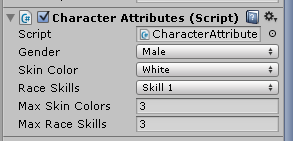 Character Attributes (Script)
Script CharacterAttribute
Gender Male
Skin Color White
Race Skills Skill 1
Max Skin Colors 3
Max Race Skills 3